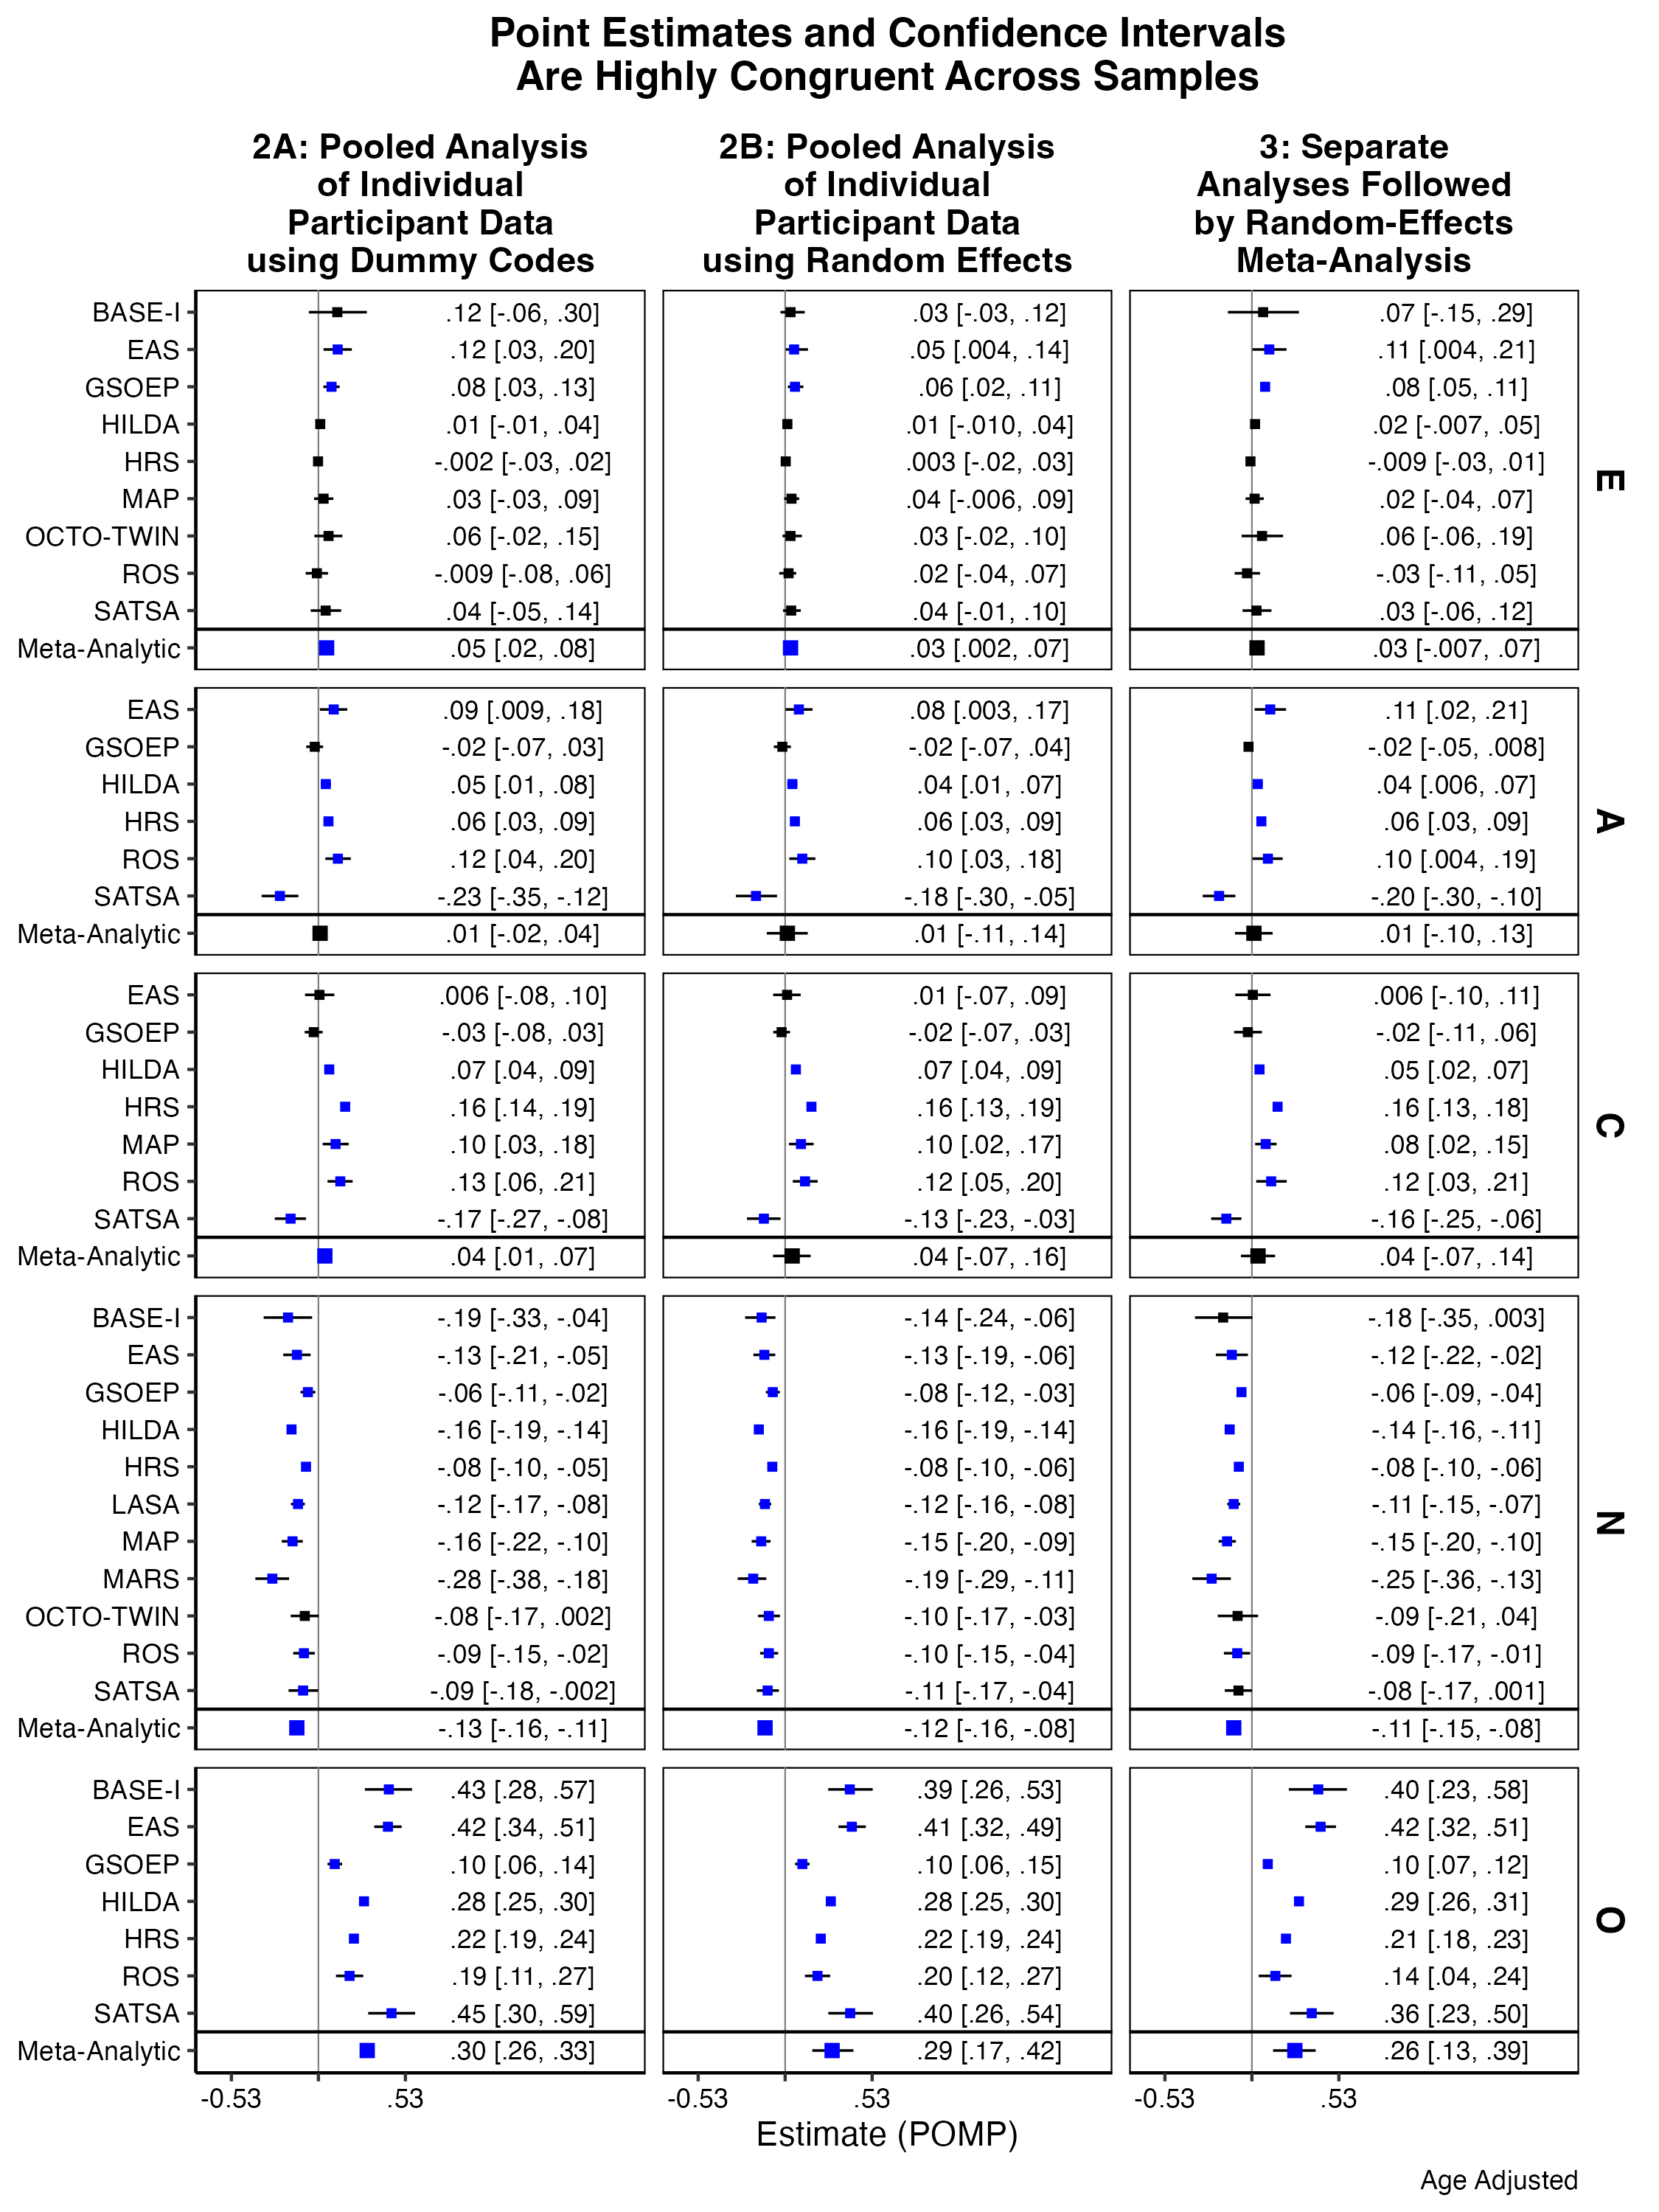 Point Estimates and Confidence Intervals
Are Highly Congruent Across Samples
2A: Pooled Analysis
of Individual
Participant Data
using Dummy Codes
2B: Pooled Analysis
of Individual
Participant Data
using Random Effects
3: Separate
Analyses Followed
by Random-Effects
Meta-Analysis
BASE-I .12 [-.06, .30] .03 [-.03, .12] .07 [-.15, .29]
EAS .12 [.03, .20] .05 [.004, .14] .11 [.004, .21]
GSOEP .08 [.03, .13] .06 [.02, .11] .08 [.05, .11]
HILDA .01 [-.01, .04] .01 [-.010, .04] .02 [-.007, .05]
HRS -.002 [-.03, .02] .003 [-.02, .03] -.009 [-.03, .01]
MAP .03 [-.03, .09] .04 [-.006, .09] .02 [-.04, .07]
OCTO-TWIN .06 [-.02, .15] .03 [-.02, .10] .06 [-.06, .19]
ROS -.009 [-.08, .06] .02 [-.04, .07] -.03 [-.11, .05]
SATSA .04 [-.05, .14] .04 [-.01, .10] .03 [-.06, .12]
Meta-Analytic .05 [.02, .08] .03 [.002, .07] .03 [-.007, .07]
E
EAS .09 [.009, .18] .08 [.003, .17] .11 [.02, .21]
GSOEP -.02 [-.07, .03] -.02 [-.07, .04] -.02 [-.05, .008]
HILDA .05 [.01, .08] .04 [.01, .07] .04 [.006, .07]
HRS .06 [.03, .09] .06 [.03, .09] .06 [.03, .09]
ROS .12 [.04, .20] .10 [.03, .18] .10 [.004, .19]
SATSA -.23 [-.35, -.12] -.18 [-.30, -.05] -.20 [-.30, -.10]
Meta-Analytic .01 [-.02, .04] .01 [-.11, .14] .01 [-.10, .13]
A
EAS .006 [-.08, .10] .01 [-.07, .09] .006 [-.10, .11]
GSOEP -.03 [-.08, .03] -.02 [-.07, .03] -.02 [-.11, .06]
HILDA .07 [.04, .09] .07 [.04, .09] .05 [.02, .07]
HRS .16 [.14, .19] .16 [.13, .19] .16 [.13, .18]
MAP .10 [.03, .18] .10 [.02, .17] .08 [.02, .15]
ROS .13 [.06, .21] .12 [.05, .20] .12 [.03, .21]
SATSA -.17 [-.27, -.08] -.13 [-.23, -.03] -.16 [-.25, -.06]
Meta-Analytic .04 [.01, .07] .04 [-.07, .16] .04 [-.07, .14]
C
BASE-I -.19 [-.33, -.04] -.14 [-.24, -.06] -.18 [-.35, .003]
EAS -.13 [-.21, -.05] -.13 [-.19, -.06] -.12 [-.22, -.02]
GSOEP -.06 [-.11, -.02] -.08 [-.12, -.03] -.06 [-.09, -.04]
HILDA -.16 [-.19, -.14] -.16 [-.19, -.14] -.14 [-.16, -.11]
HRS -.08 [-.10, -.05] -.08 [-.10, -.06] -.08 [-.10, -.06]
LASA -.12 [-.17, -.08] -.12 [-.16, -.08] -.11 [-.15, -.07]
MAP -.16 [-.22, -.10] -.15 [-.20, -.09] -.15 [-.20, -.10]
MARS -.28 [-.38, -.18] -.19 [-.29, -.11] -.25 [-.36, -.13]
OCTO-TWIN -.08 [-.17, .002] -.10 [-.17, -.03] -.09 [-.21, .04]
ROS -.09 [-.15, -.02] -.10 [-.15, -.04] -.09 [-.17, -.01]
SATSA -.09 [-.18, -.002] -.11 [-.17, -.04] -.08 [-.17, .001]
Meta-Analytic -.13 [-.16, -.11] -.12 [-.16, -.08] -.11 [-.15, -.08]
N
BASE-I .43 [.28, .57] .39 [.26, .53] .40 [.23, .58]
EAS .42 [.34, .51] .41 [.32, .49] .42 [.32, .51]
GSOEP .10 [.06, .14] .10 [.06, .15] .10 [.07, .12]
HILDA .28 [.25, .30] .28 [.25, .30] .29 [.26, .31]
HRS .22 [.19, .24] .22 [.19, .24] .21 [.18, .23]
ROS .19 [.11, .27] .20 [.12, .27] .14 [.04, .24]
SATSA .45 [.30, .59] .40 [.26, .54] .36 [.23, .50]
Meta-Analytic .30 [.26, .33] .29 [.17, .42] .26 [.13, .39]
O
-0.53 .53 -0.53 .53 -0.53 .53
Estimate (POMP)
Age Adjusted